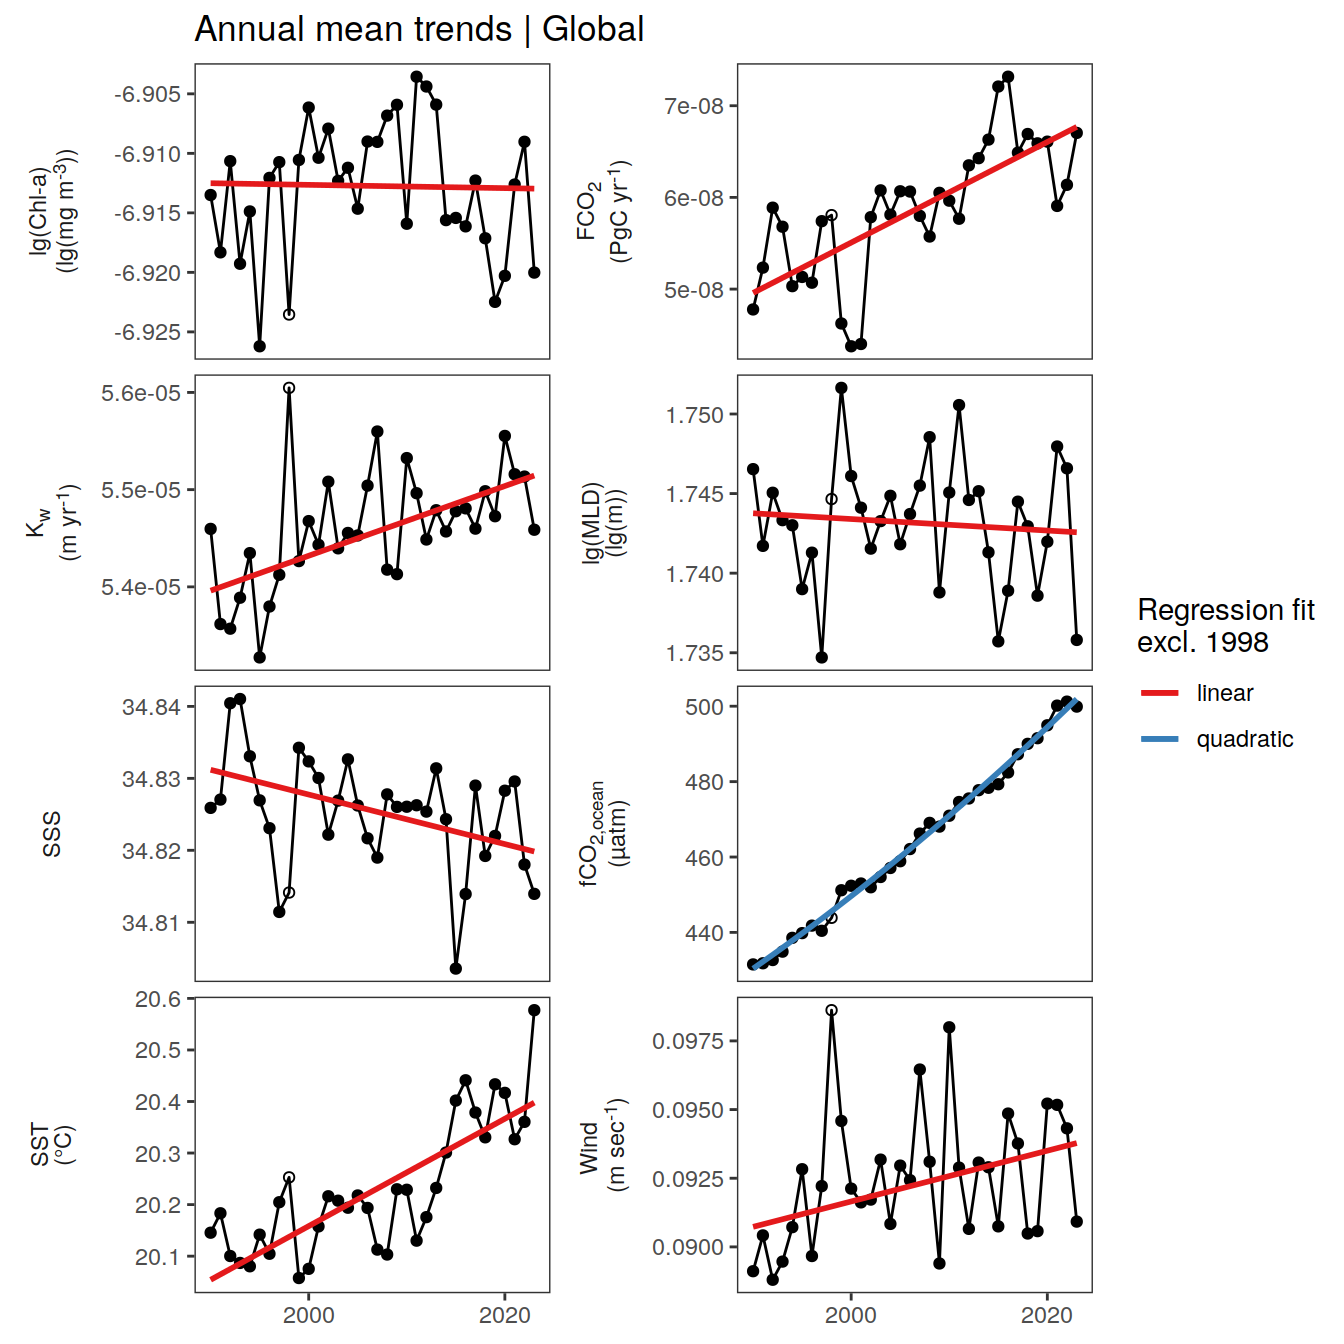 Annual mean trends | Global
lg(Chl-a)
(lg(mg m-3))
-6.905
-6.910
-6.915
-6.920
-6.925
FCO2
(PgC yr-1)
7e-08
6e-08
5e-08
Kw
(m yr-1)
5.6e-05
5.5e-05
5.4e-05
lg(MLD)
(lg(m))
1.750
1.745
1.740
1.735
SSS
34.84
34.83
34.82
34.81
fCO2,ocean
(µatm)
500
480
460
440
SST
(°C)
20.6
20.5
20.4
20.3
20.2
20.1
2000
2020
Wind
(m sec-1)
0.0975
0.0950
0.0925
0.0900
2000
2020
Regression fit
excl. 1998
linear
quadratic